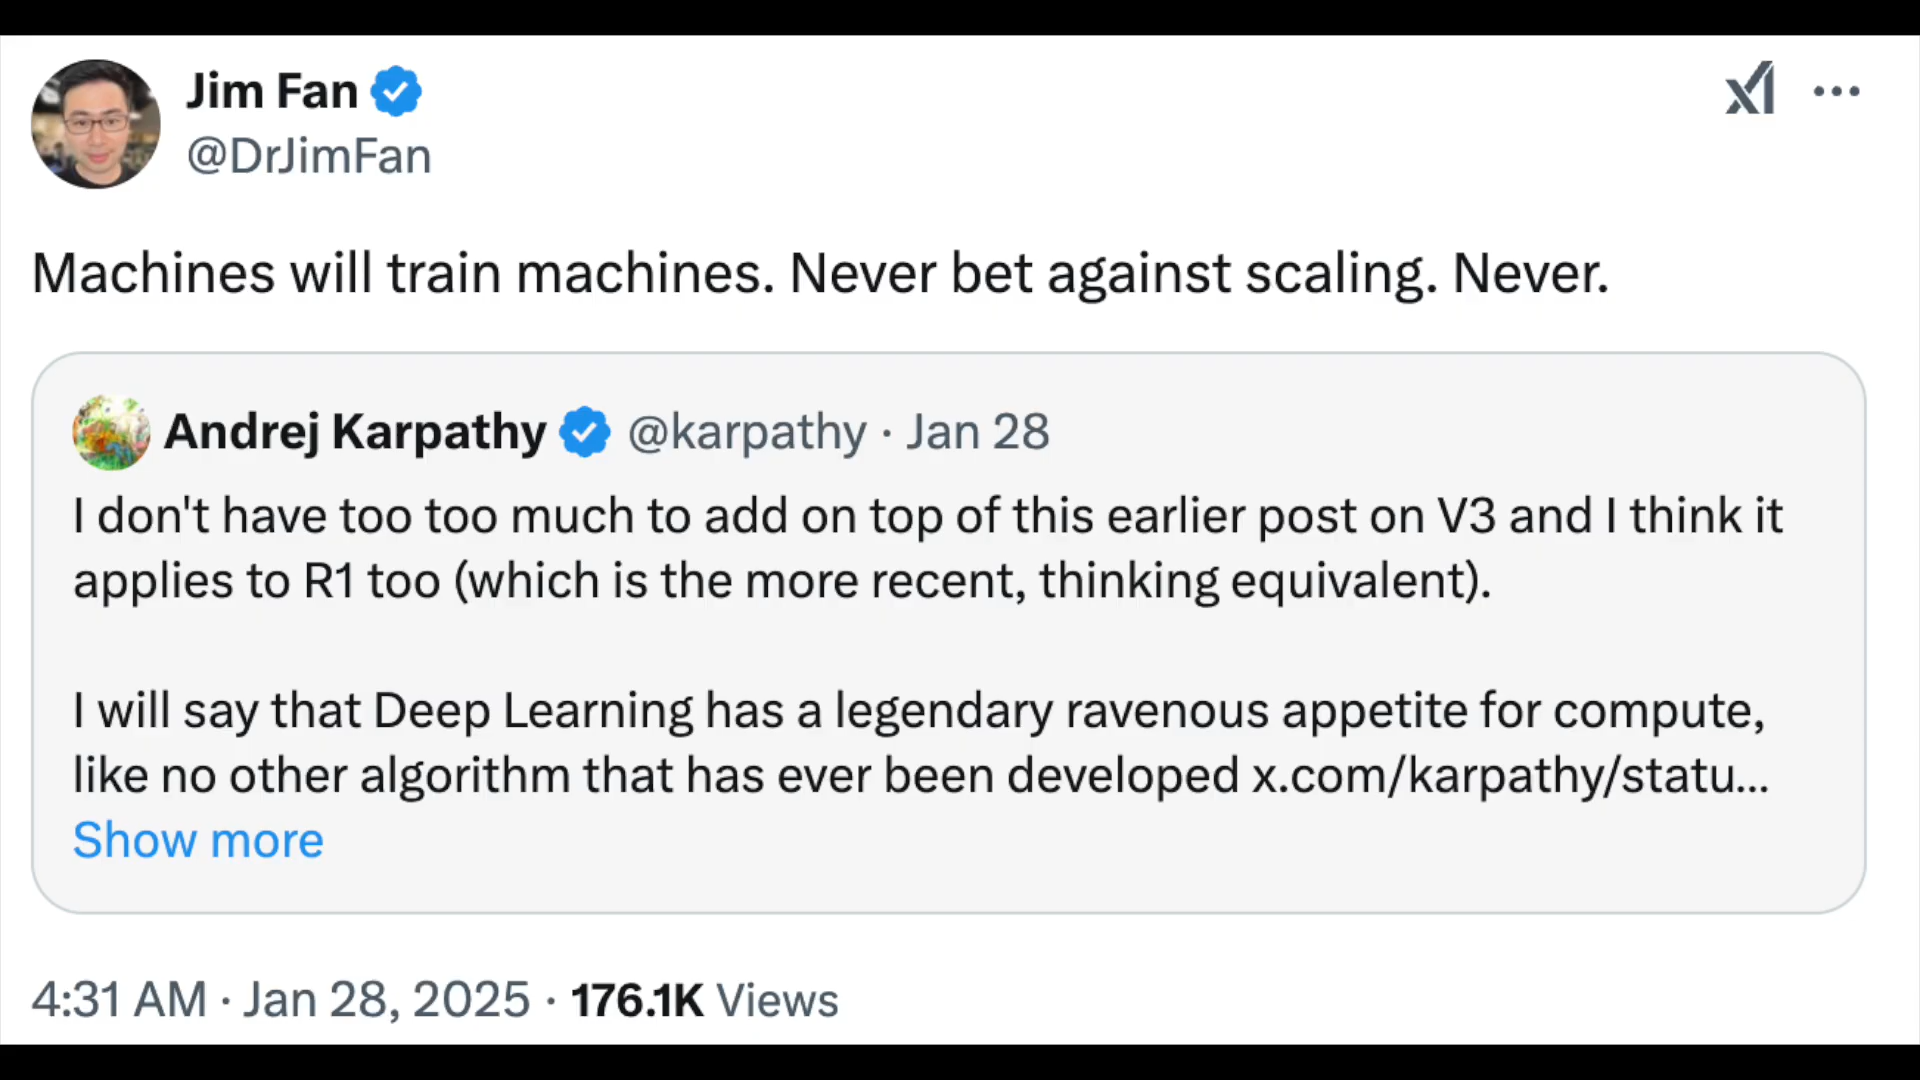 Jim Fan
@DrJimFan
Machines will train machines. Never bet against scaling. Never.
Andrej Karpathy @karpathy · Jan 28
I don't have too too much to add on top of this earlier post on V3 and I think it
applies to R1 too (which is the more recent, thinking equivalent).
I will say that Deep Learning has a legendary ravenous appetite for compute,
like no other algorithm that has ever been developed x.com/karpathy/statu...
Show more
4:31 AM · Jan 28, 2025 · 176.1K Views